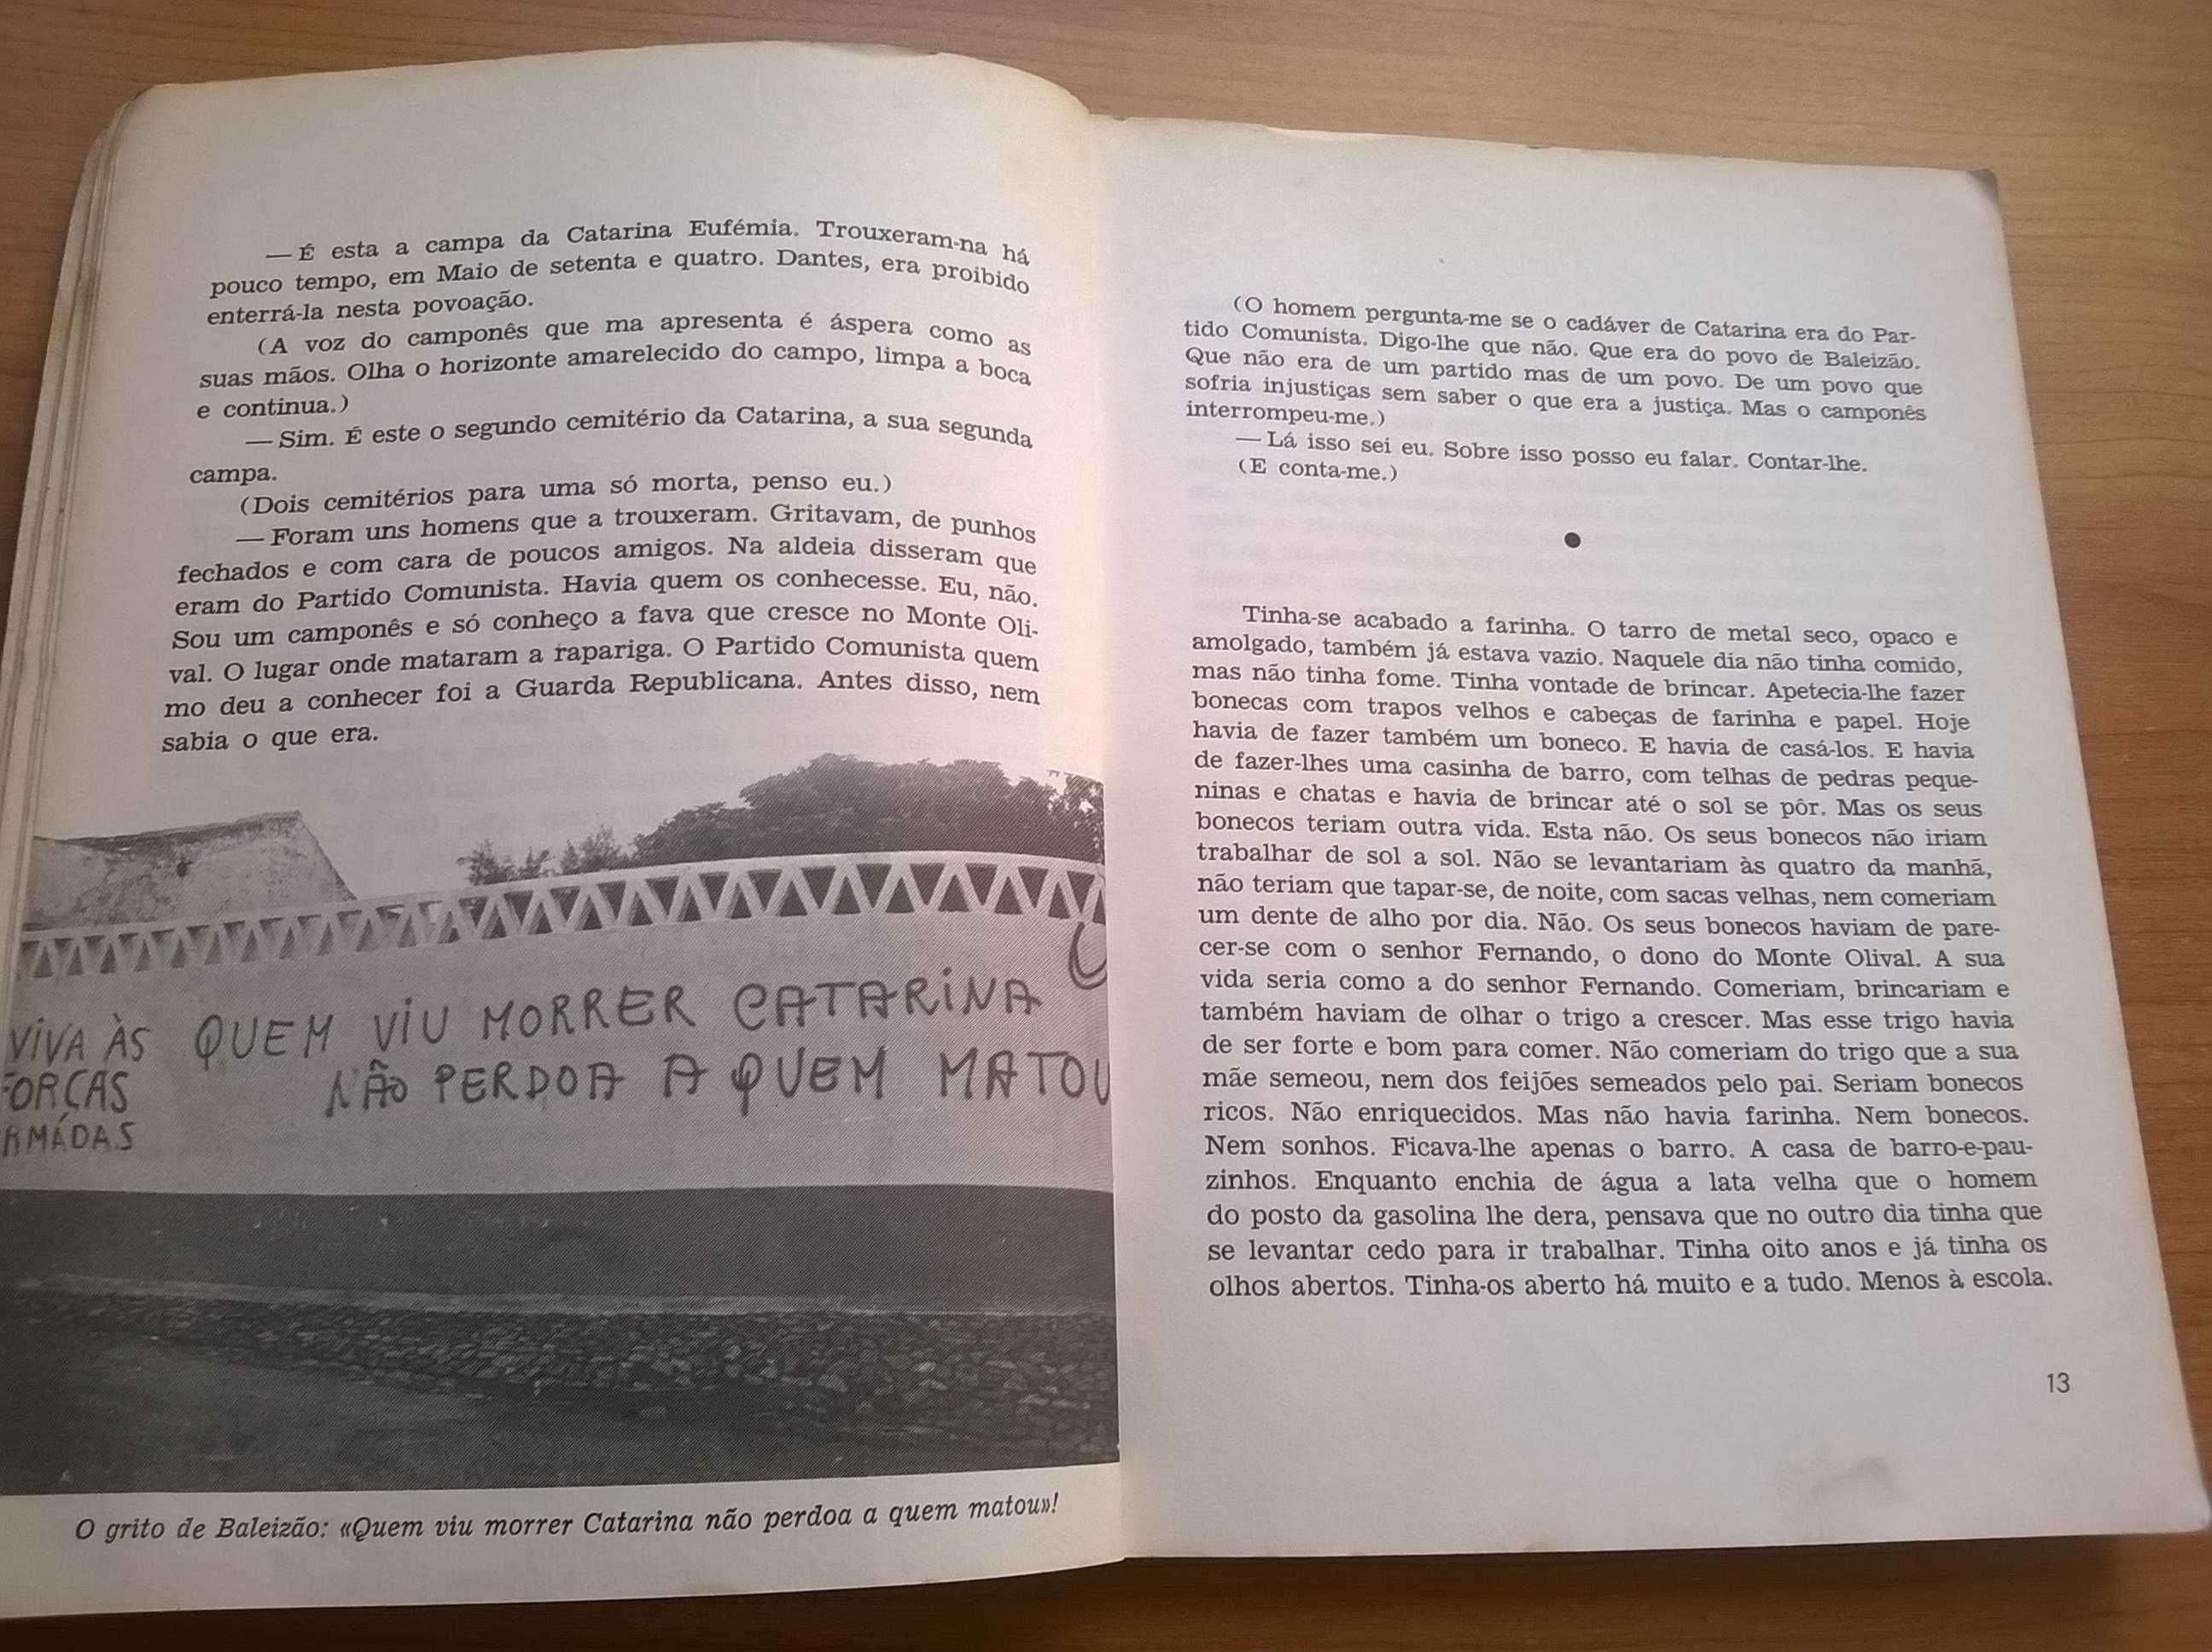 — É esta a campa da Catarina Eufémia. Trouxeram-na há
pouco tempo, em Maio de setenta e quatro. Dantes, era proibido
enterrá-la nesta povoação.
(A voz do camponês que ma apresenta é áspera como as
suas mãos. Olha o horizonte amarelecido do campo, limpa a boca
e continua.)
— Sim. É este o segundo cemitério da Catarina, a sua segunda
campa.
(Dois cemitérios para uma só morta, penso eu.)
— Foram uns homens que a trouxeram. Gritavam, de punhos
fechados e com cara de poucos amigos. Na aldeia disseram que
eram do Partido Comunista. Havia quem os conhecesse. Eu, não.
Sou um camponês e só conheço a fava que cresce no Monte Oli-
val. O lugar onde mataram a rapariga. O Partido Comunista quem
mo deu a conhecer foi a Guarda Republicana. Antes disso, nem
sabia o que era.
VIVA ÀS
FORÇAS
ARMÁDAS
QUEM VIU MORRER CATARINA
NÃO PERDOA A QUEM MATOU
O grito de Baleizão: «Quem viu morrer Catarina não perdoa a quem matou»!
(O homem pergunta-me se o cadáver de Catarina era do Par-
tido Comunista. Digo-lhe que não. Que era do povo de Baleizão.
Que não era de um partido mas de um povo. De um povo que
sofria injustiças sem saber o que era a justiça. Mas o camponês
interrompeu-me.)
— Lá isso sei eu. Sobre isso posso eu falar. Contar-lhe.
(E conta-me.)
●
Tinha-se acabado a farinha. O tarro de metal seco, opaco e
amolgado, também já estava vazio. Naquele dia não tinha comido,
mas não tinha fome. Tinha vontade de brincar. Apetecia-lhe fazer
bonecas com trapos velhos e cabeças de farinha e papel. Hoje
havia de fazer também um boneco. E havia de casá-los. E havia
de fazer-lhes uma casinha de barro, com telhas de pedras peque-
ninas e chatas e havia de brincar até o sol se pôr. Mas os seus
bonecos teriam outra vida. Esta não. Os seus bonecos não iriam
trabalhar de sol a sol. Não se levantariam às quatro da manhã,
não teriam que tapar-se, de noite, com sacas velhas, nem comeriam
um dente de alho por dia. Não. Os seus bonecos haviam de pare-
cer-se com o senhor Fernando, o dono do Monte Olival. A sua
vida seria como a do senhor Fernando. Comeriam, brincariam e
também haviam de olhar o trigo a crescer. Mas esse trigo havia
de ser forte e bom para comer. Não comeriam do trigo que a sua
mãe semeou, nem dos feijões semeados pelo pai. Seriam bonecos
ricos. Não enriquecidos. Mas não havia farinha. Nem bonecos.
Nem sonhos. Ficava-lhe apenas o barro. A casa de barro-e-pau-
zinhos. Enquanto enchia de água a lata velha que o homem
do posto da gasolina lhe dera, pensava que no outro dia tinha que
se levantar cedo para ir trabalhar. Tinha oito anos e já tinha os
olhos abertos. Tinha-os aberto há muito e a tudo. Menos à escola.
13